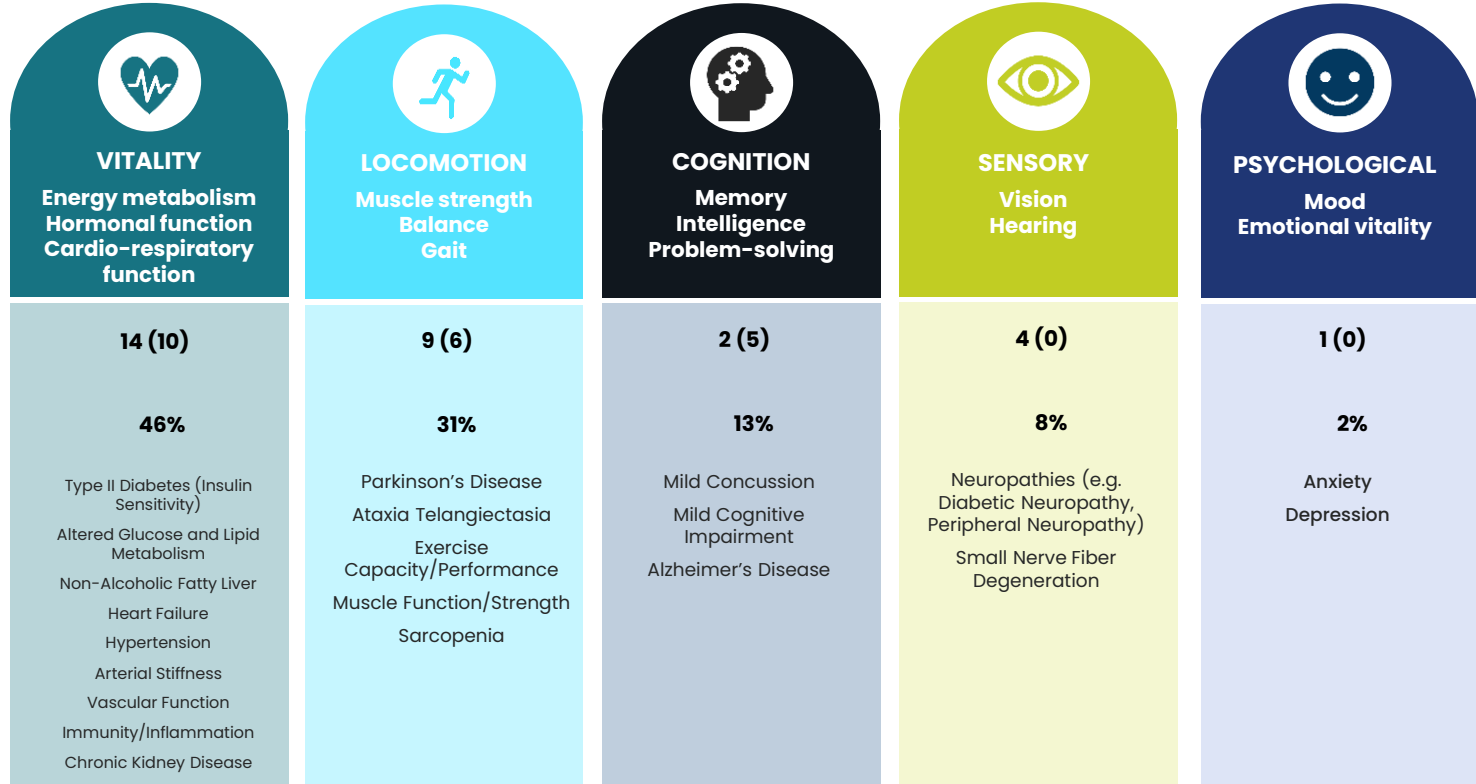 VITALITY
Energy metabolism
Hormonal function
Cardio-respiratory
function
14 (10)
46%
Type II Diabetes (Insulin
Sensitivity)
Altered Glucose and Lipid
Metabolism
Non-Alcoholic Fatty Liver
Heart Failure
Hypertension
Arterial Stiffness
Vascular Function
Immunity/Inflammation
Chronic Kidney Disease
LOCOMOTION
Muscle strength
Balance
Gait
9 (6)
31%
Parkinson’s Disease
Ataxia Telangiectasia
Exercise
Capacity/Performance
Muscle Function/Strength
Sarcopenia
COGNITION
Memory
Intelligence
Problem-solving
2 (5)
13%
Mild Concussion
Mild Cognitive
Impairment
Alzheimer’s Disease
SENSORY
Vision
Hearing
4 (0)
8%
Neuropathies (e.g.
Diabetic Neuropathy,
Peripheral Neuropathy)
Small Nerve Fiber
Degeneration
PSYCHOLOGICAL
Mood
Emotional vitality
1 (0)
2%
Anxiety
Depression